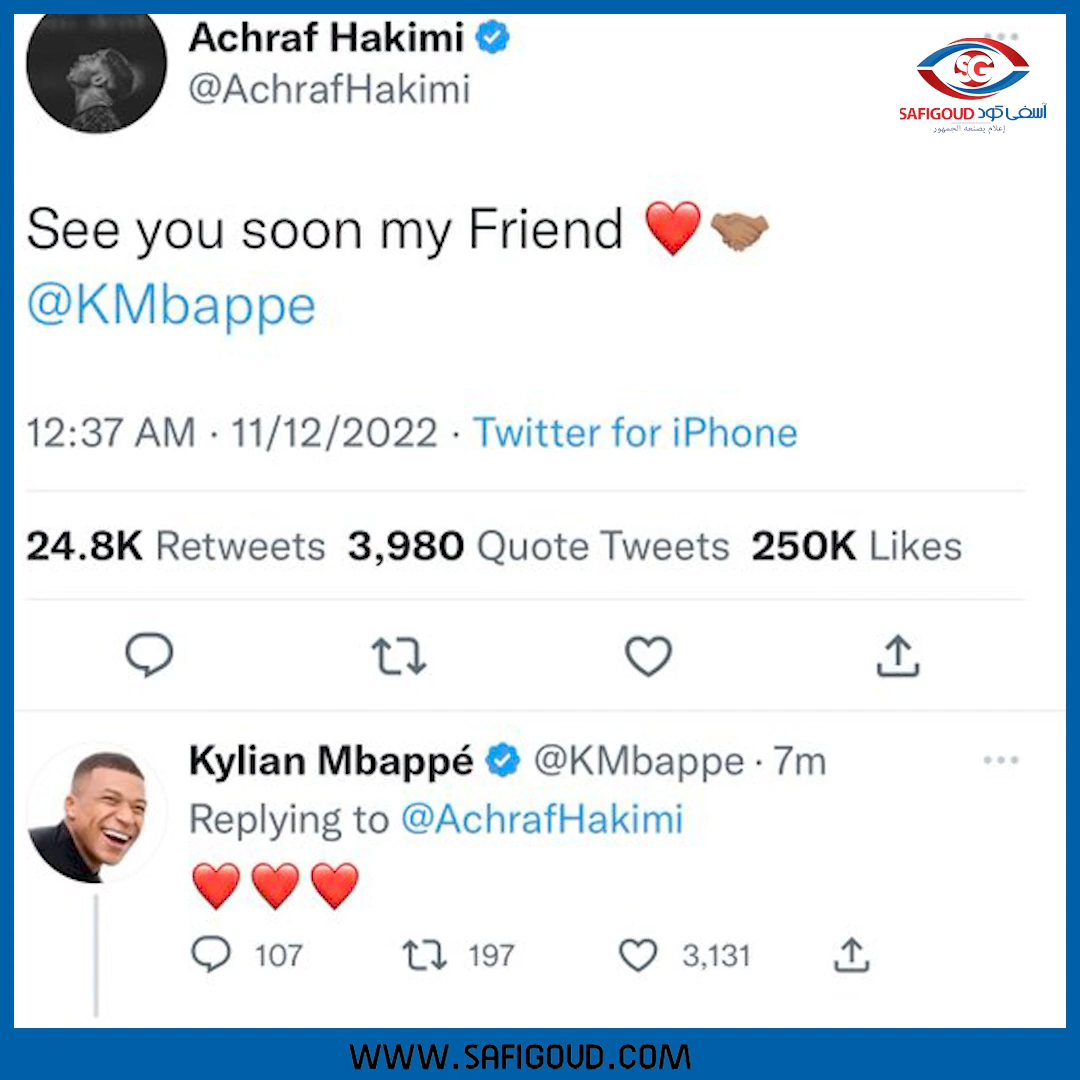 Achraf Hakimi
@AchrafHakimi
SG
SAFIGOUD آسفي كود
إعلام يصنعه الجمهور
See you soon my Friend ❤️🤝🏽
@KMbappe
12:37 AM · 11/12/2022 · Twitter for iPhone
24.8K Retweets 3,980 Quote Tweets 250K Likes
Kylian Mbappé @KMbappe · 7m
Replying to @AchrafHakimi
❤️❤️❤️
107 197 3,131
WWW.SAFIGOUD.COM